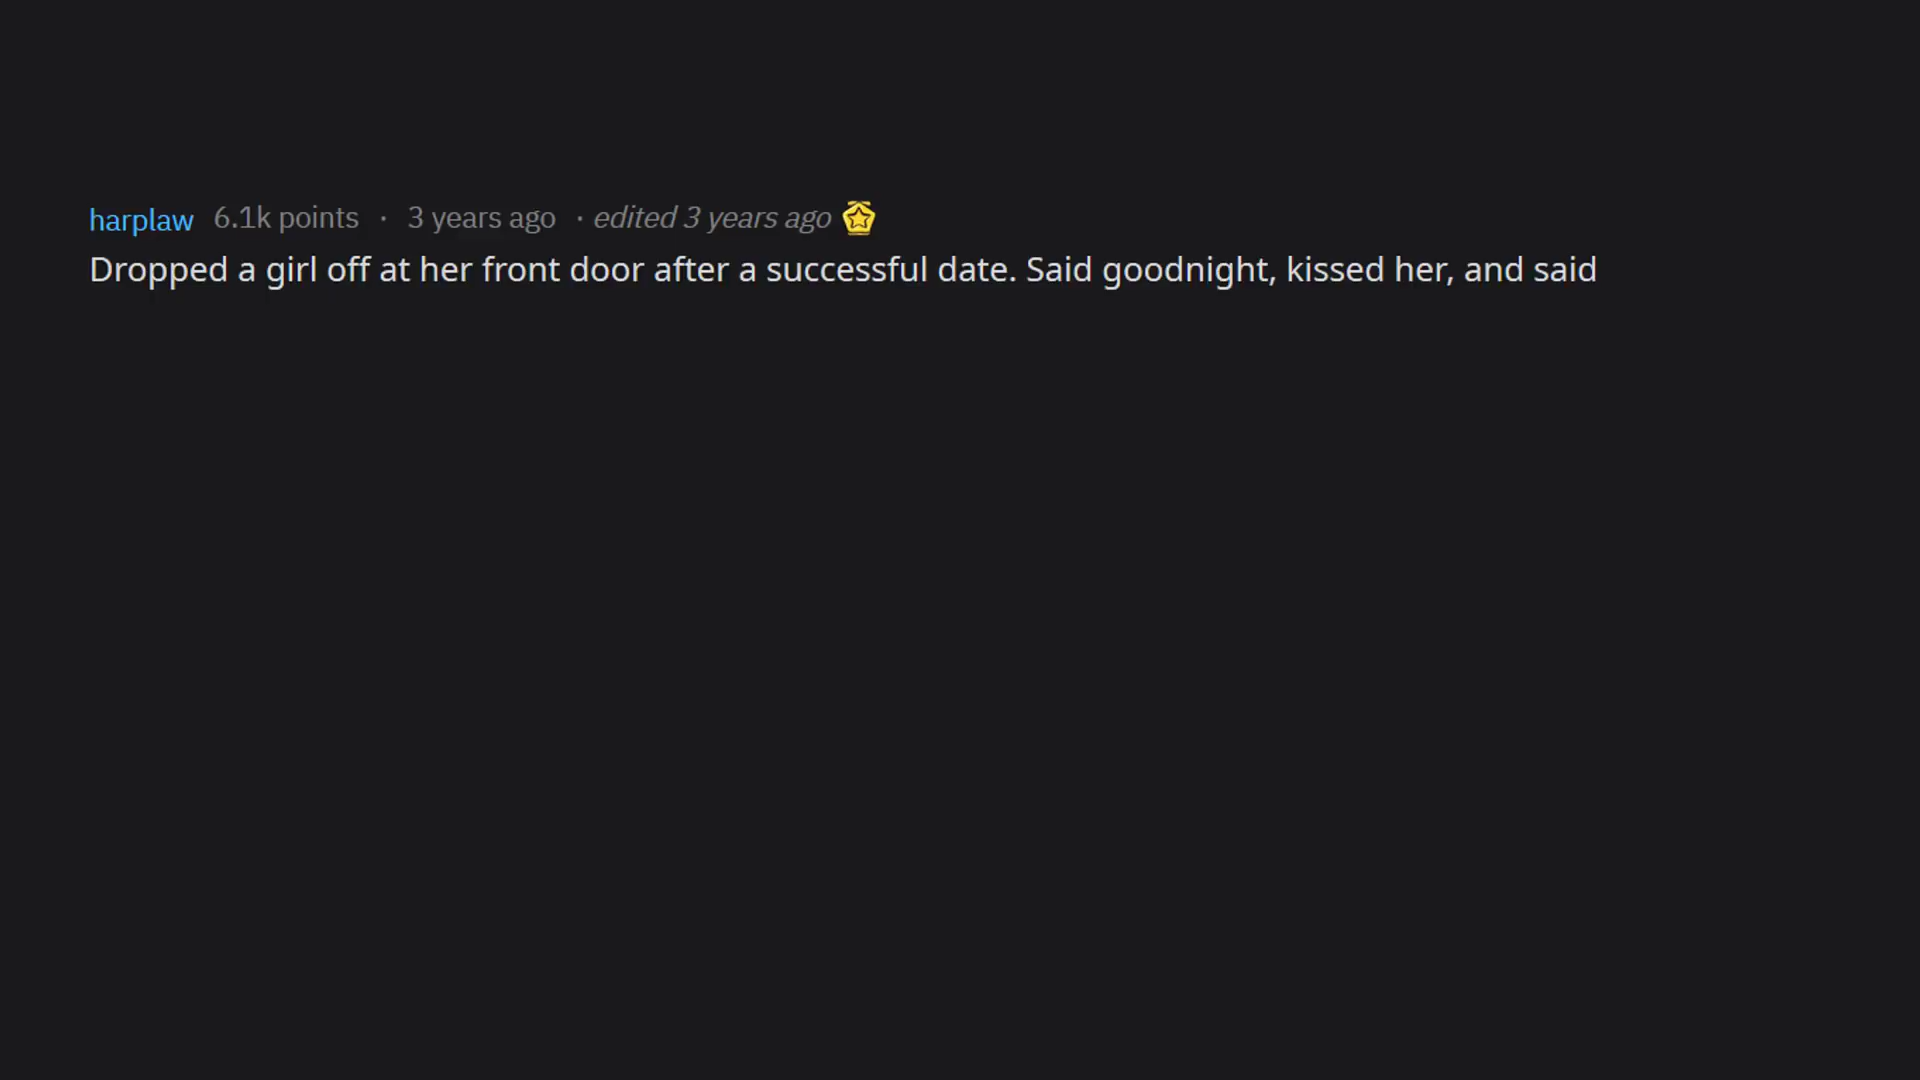 harplaw 6.1k points · 3 years ago · edited 3 years ago
Dropped a girl off at her front door after a successful date. Said goodnight, kissed her, and said